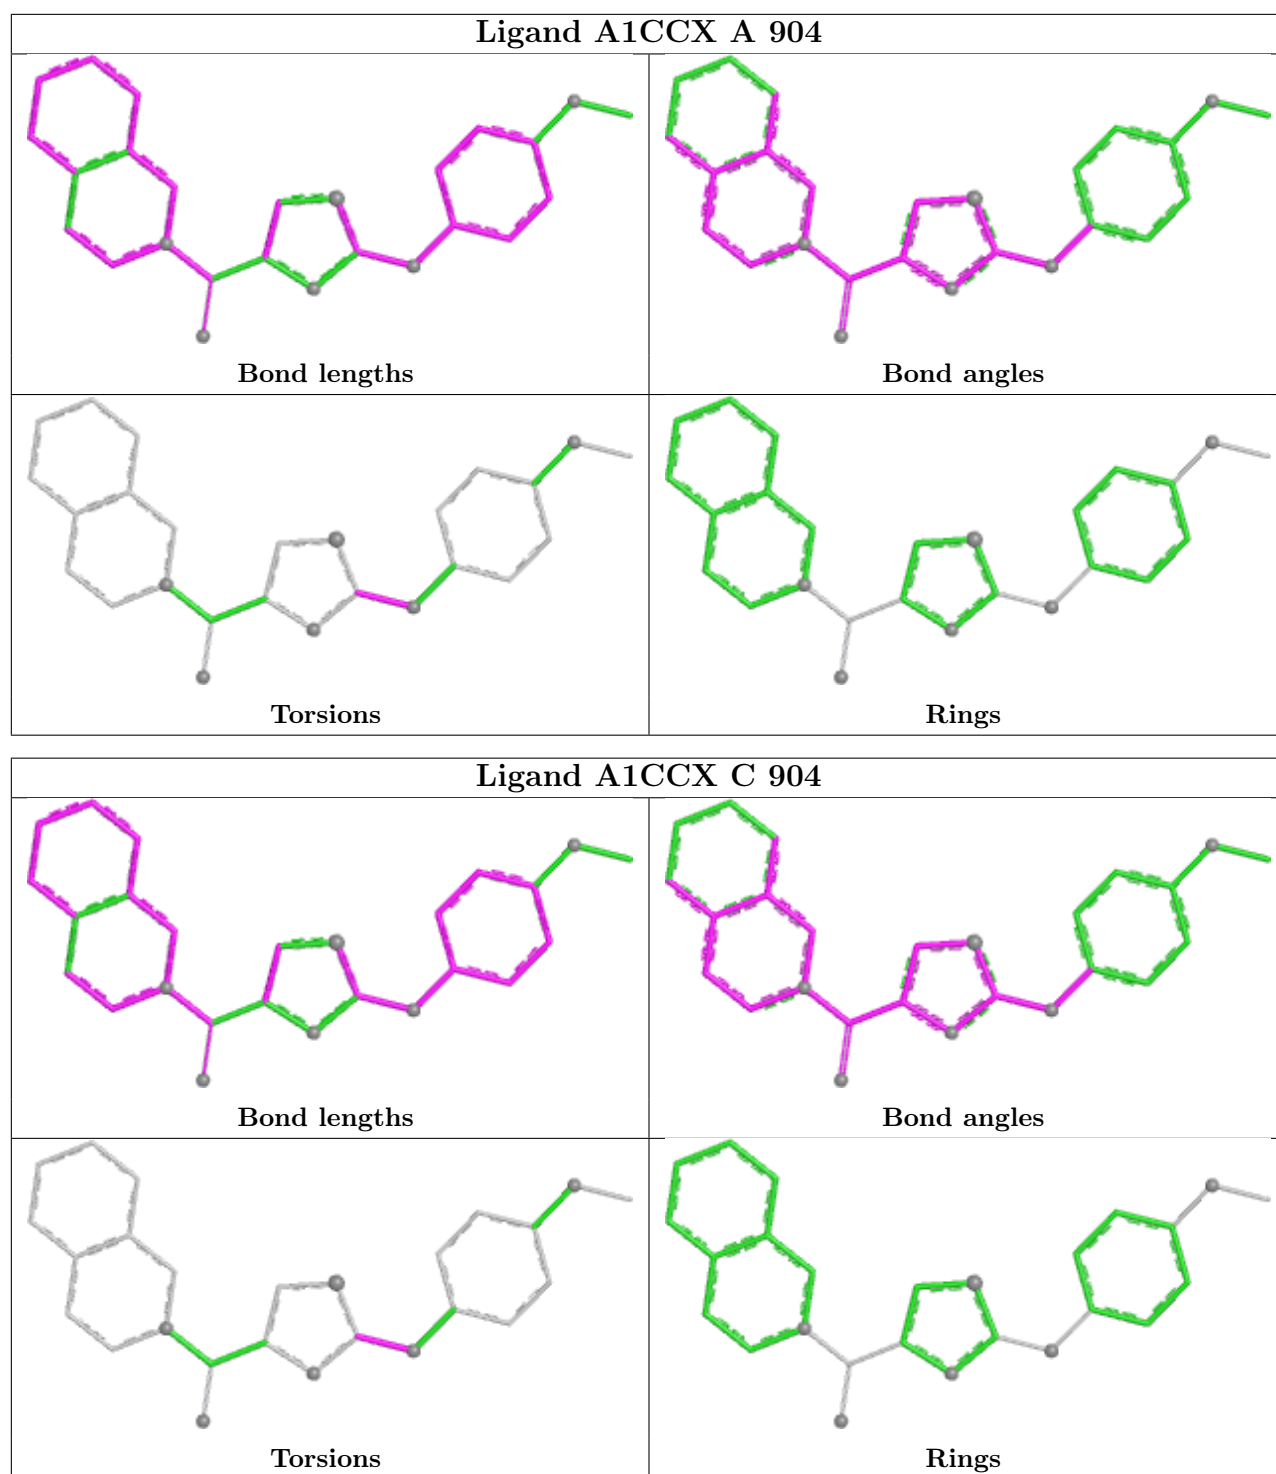 Ligand A1CCX A 904
Bond lengths
Bond angles
Torsions
Rings
Ligand A1CCX C 904
Bond lengths
Bond angles
Torsions
Rings